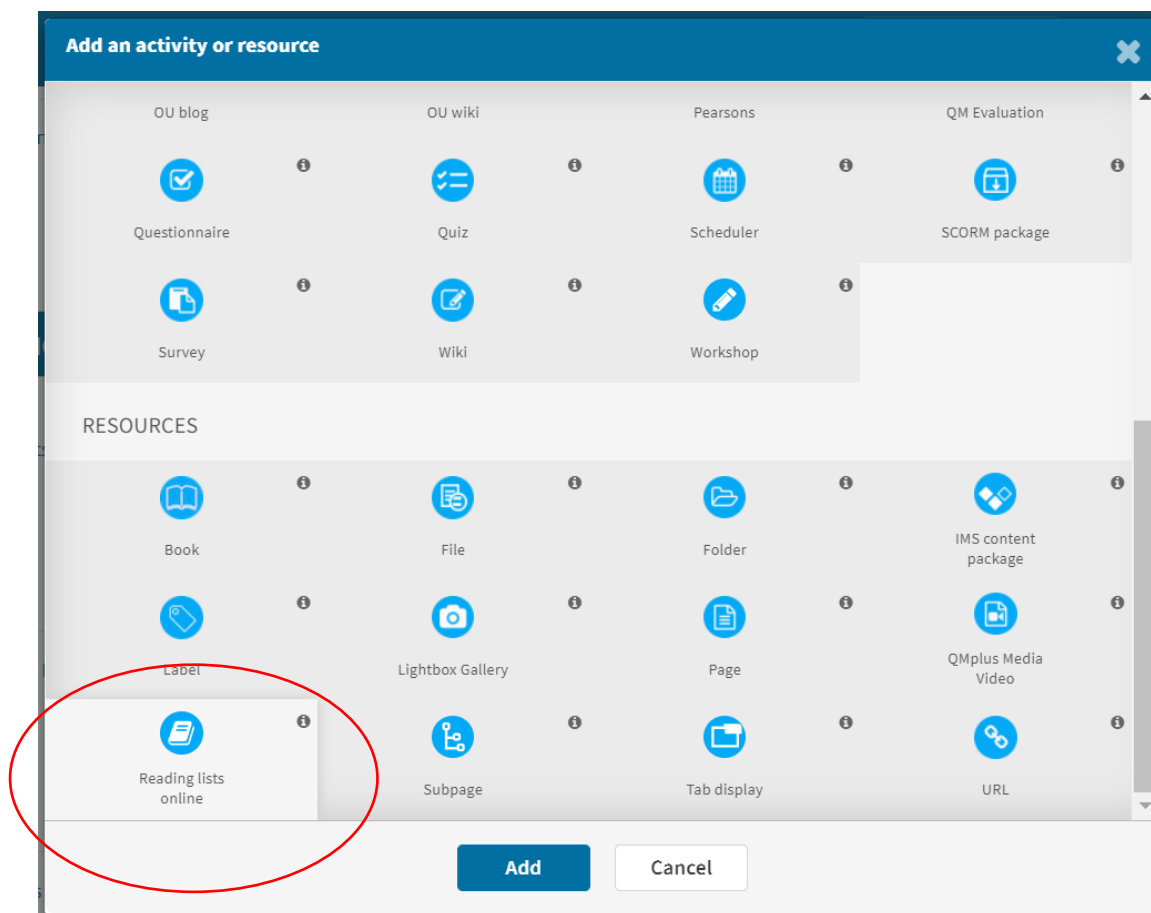 Add an activity or resource
OU blog
OU wiki
Pearsons
QM Evaluation
Questionnaire
Quiz
Scheduler
SCORM package
Survey
Wiki
Workshop
RESOURCES
Book
File
Folder
IMS content
package
Label
Lightbox Gallery
Page
QMplus Media
Video
Reading lists
online
Subpage
Tab display
URL
Add
Cancel